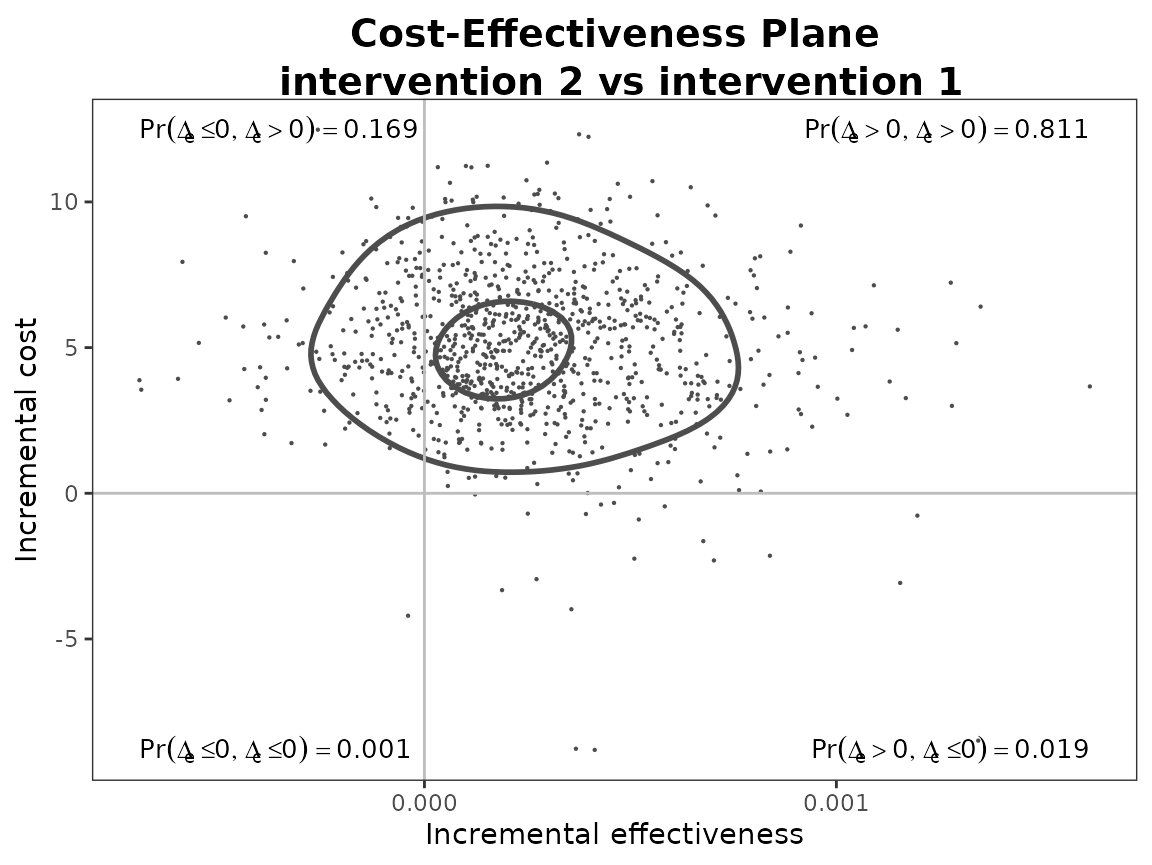 Cost-Effectiveness Plane
intervention 2 vs intervention 1
Pr(Δe ≤ 0, Δc > 0) = 0.169
Pr(Δe > 0, Δc > 0) = 0.811
10
5
0
-5
Incremental cost
Pr(Δe ≤ 0, Δc ≤ 0) = 0.001
Pr(Δe > 0, Δc ≤ 0) = 0.019
0.000
0.001
Incremental effectiveness